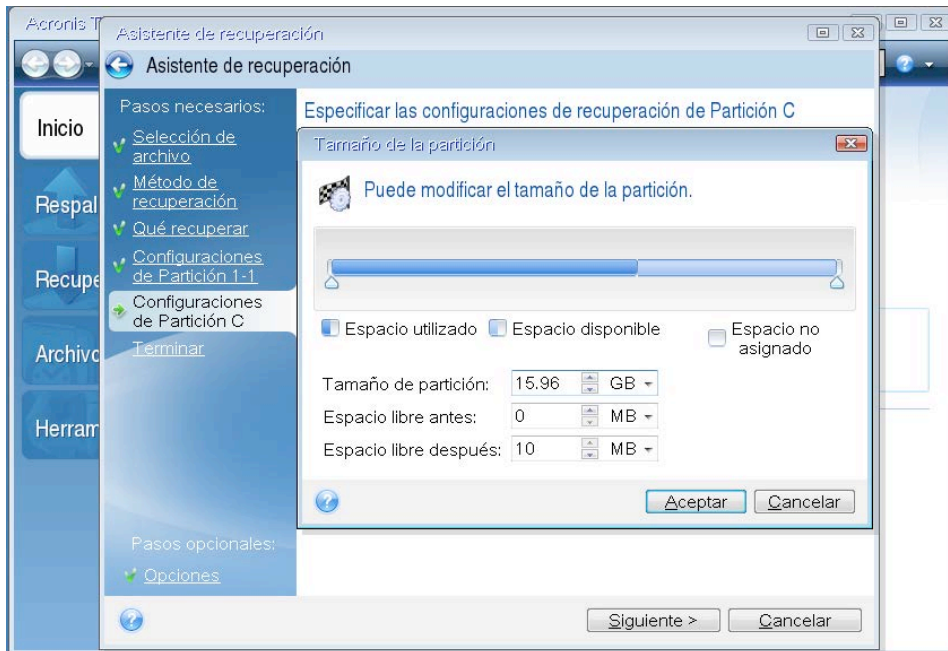 Acronis T
Asistente de recuperación
Asistente de recuperación
Inicio
Respal
Recupe
Archivo
Herram
Pasos necesarios:
Selección de
archivo
Método de
recuperación
Qué recuperar
Configuraciones
de Partición 1-1
Configuraciones
de Partición C
Terminar
Pasos opcionales:
Opciones
Especificar las configuraciones de recuperación de Partición C
Tamaño de la partición
Puede modificar el tamaño de la partición.
Espacio utilizado
Espacio disponible
Espacio no
asignado
Tamaño de partición: 15.96 GB
Espacio libre antes: 0 MB
Espacio libre después: 10 MB
Aceptar
Cancelar
Siguiente >
Cancelar